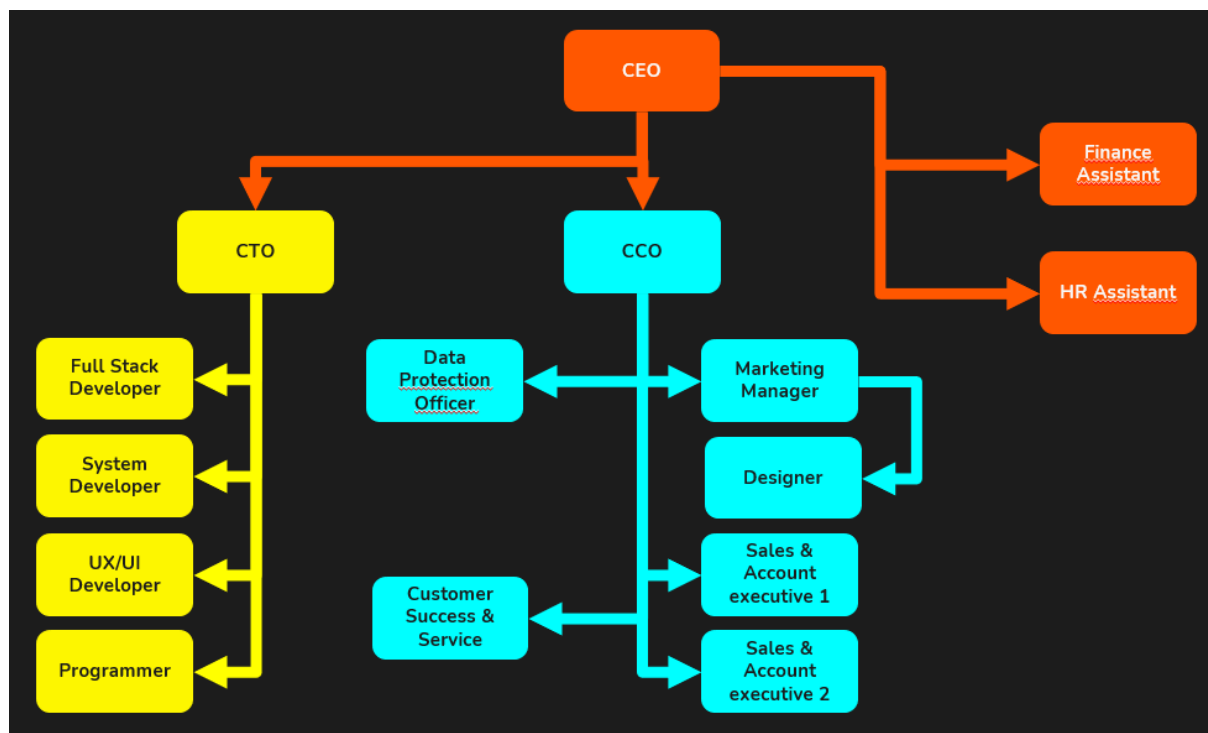 CEO
Finance
Assistant
CTO
CCO
HR Assistant
Full Stack
Developer
Data
Protection
Officer
Marketing
Manager
System
Developer
Designer
UX/UI
Developer
Customer
Success &
Service
Sales &
Account
executive 1
Programmer
Sales &
Account
executive 2